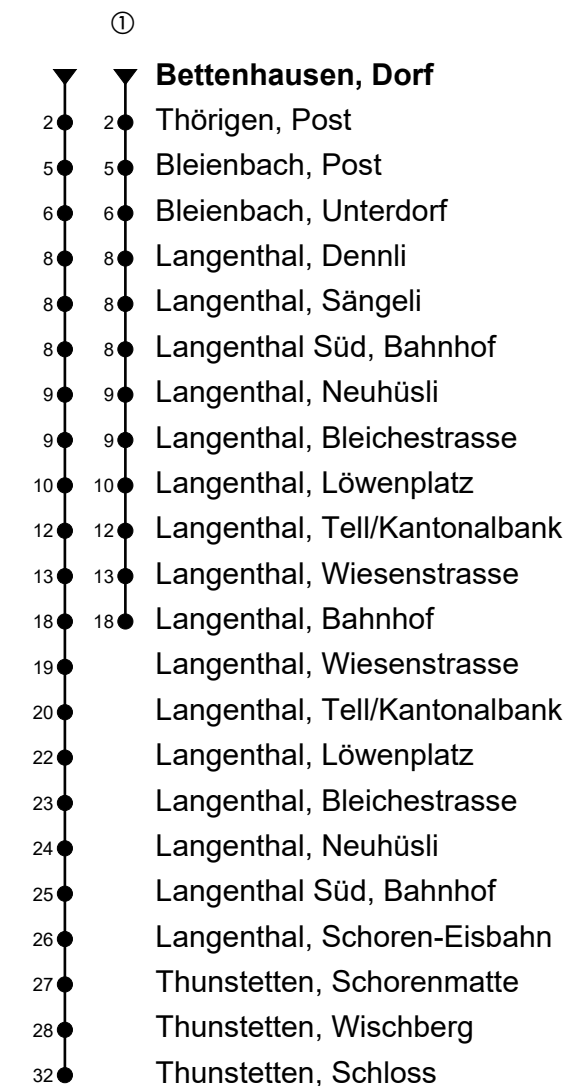 ①
Bettenhausen, Dorf
2 2 Thörigen, Post
5 5 Bleienbach, Post
6 6 Bleienbach, Unterdorf
8 8 Langenthal, Dennli
8 8 Langenthal, Sängeli
8 8 Langenthal Süd, Bahnhof
9 9 Langenthal, Neuhüsli
9 9 Langenthal, Bleichestrasse
10 10 Langenthal, Löwenplatz
12 12 Langenthal, Tell/Kantonalbank
13 13 Langenthal, Wiesenstrasse
18 18 Langenthal, Bahnhof
19 Langenthal, Wiesenstrasse
20 Langenthal, Tell/Kantonalbank
22 Langenthal, Löwenplatz
23 Langenthal, Bleichestrasse
24 Langenthal, Neuhüsli
25 Langenthal Süd, Bahnhof
26 Langenthal, Schoren-Eisbahn
27 Thunstetten, Schorenmatte
28 Thunstetten, Wischberg
32 Thunstetten, Schloss